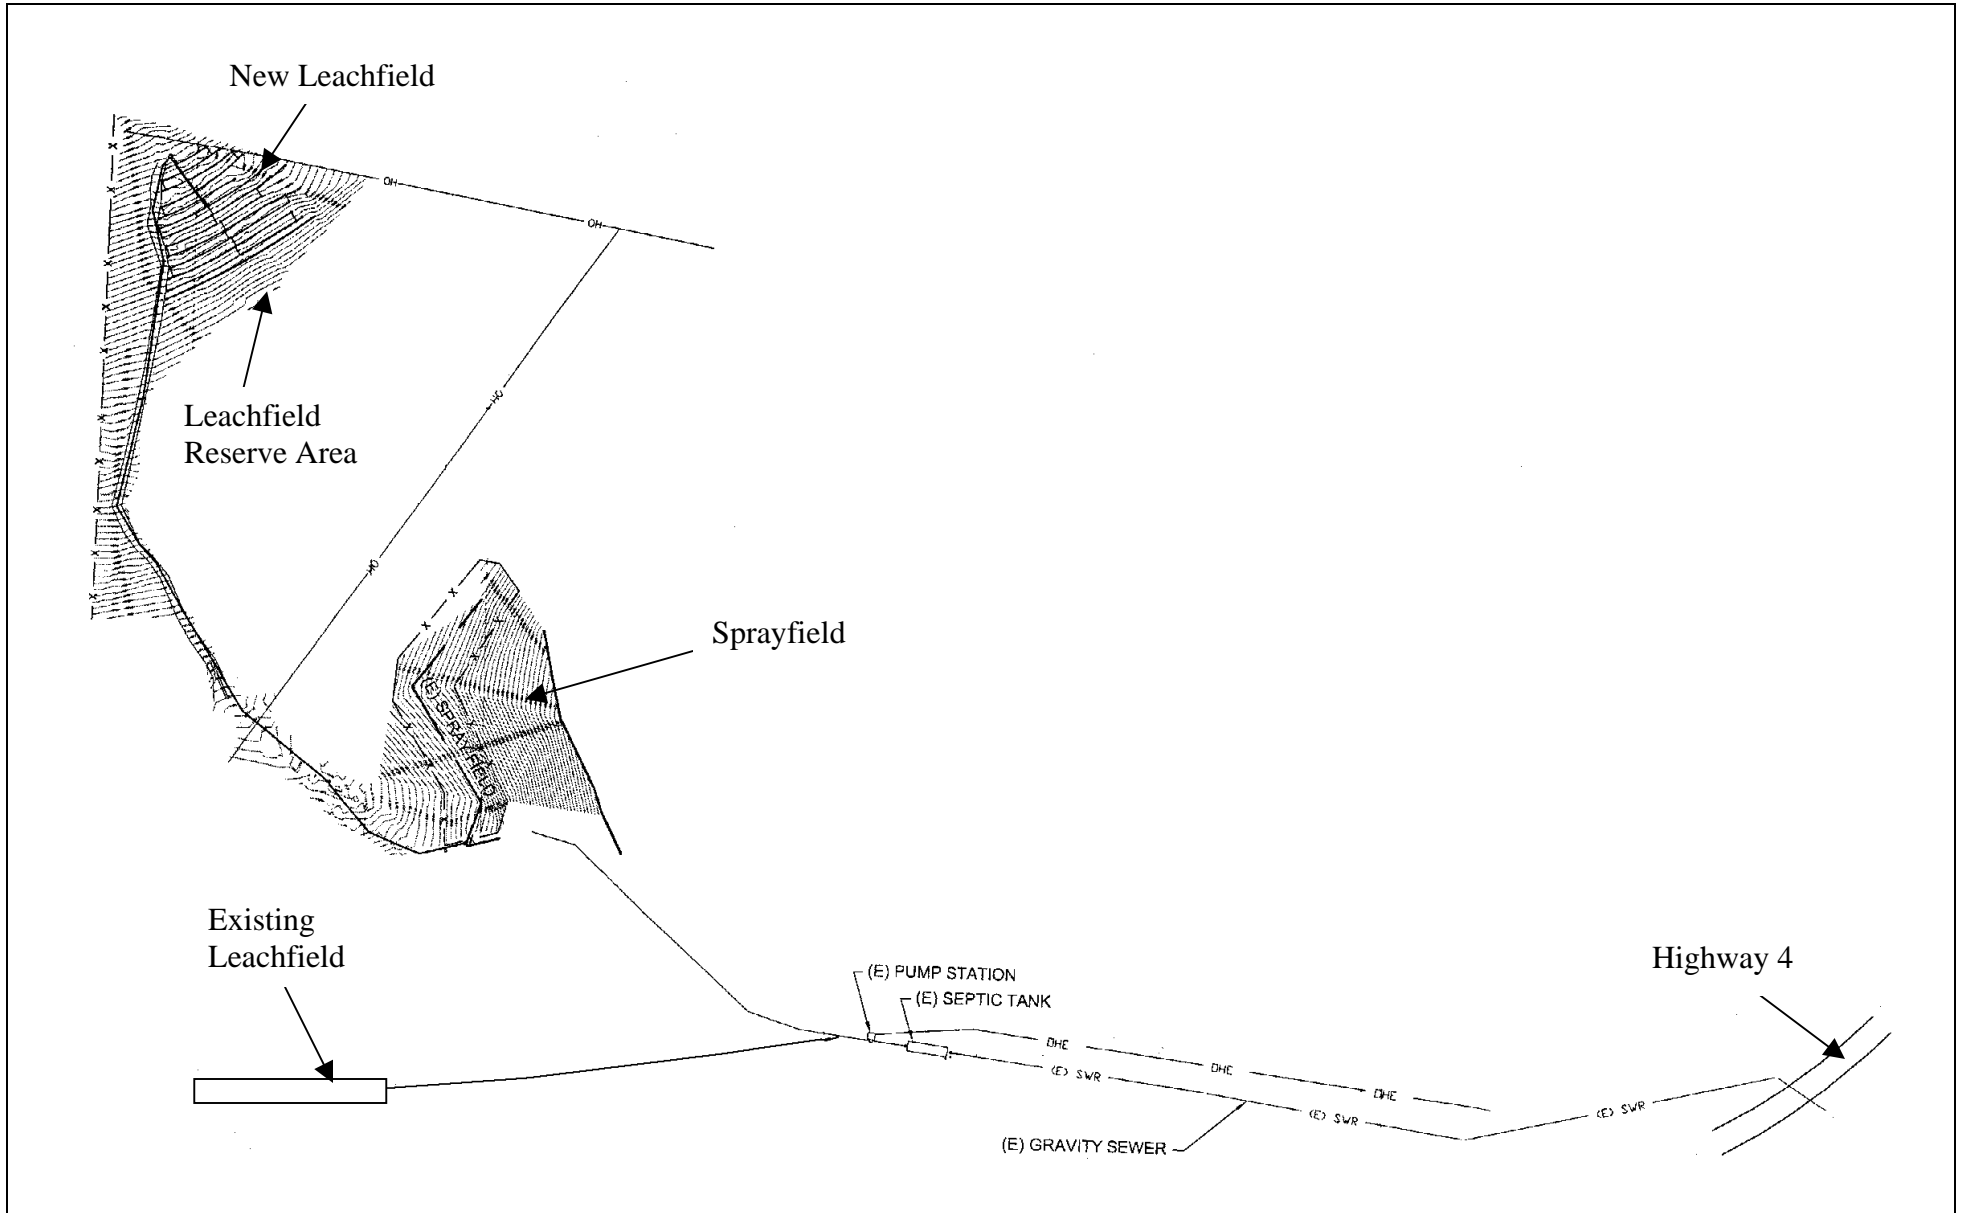 New Leachfield
OH
OH
OH
OH
Leachfield
Reserve Area
Sprayfield
(E) SPRAYFIELD
Existing
Leachfield
(E) PUMP STATION
(E) SEPTIC TANK
Highway 4
OHE
OHE
OHE
(E) SWR
(E) SWR
(E) SWR
(E) GRAVITY SEWER